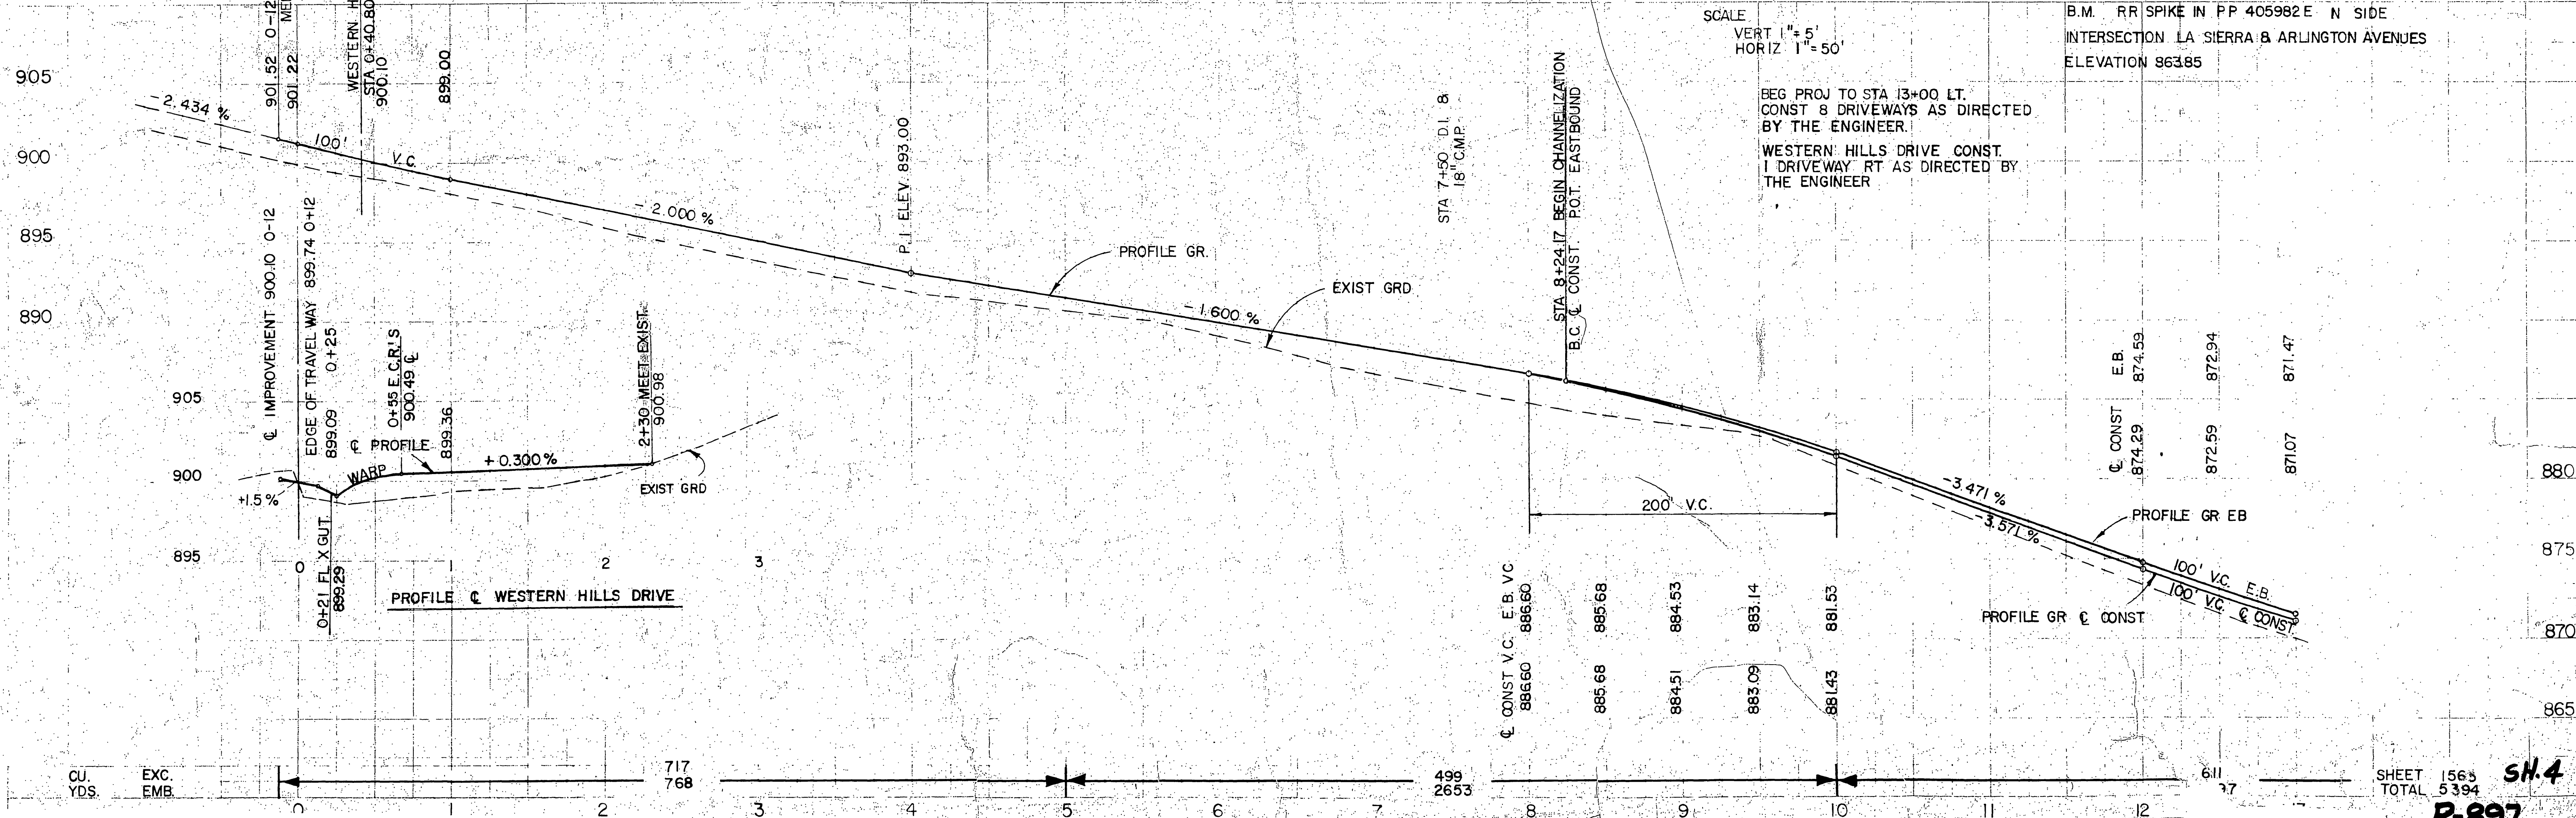 SCALE
VERT 1"=5'
HORIZ 1"=50'
B.M. RR SPIKE IN PP 405982E N SIDE
INTERSECTION LA SIERRA & ARLINGTON AVENUES
ELEVATION 863.85
BEG PROJ TO STA 13+00 LT.
CONST 8 DRIVEWAYS AS DIRECTED
BY THE ENGINEER.
WESTERN HILLS DRIVE CONST.
1 DRIVEWAY RT AS DIRECTED BY
THE ENGINEER
905
900
895
890
901.52 0-12
901.22
WESTERN
STA 0+40.80
900.10
899.00
-2.434 %
100' V.C.
-2.000 %
P.I ELEV 893.00
PROFILE GR.
EXIST GRD
-1.600 %
STA 7+50 D.I. &
18" C.M.P.
STA 8+24.17 BEGIN CHANNELIZATION
B.C. ℄ CONST P.O.T. EASTBOUND
℄ IMPROVEMENT 900.10 0-12
EDGE OF TRAVEL WAY 899.74 0+12
899.09 0+25
0+55 E.C.R.'S
900.49 ℄
899.36
2+30 MEET EXIST.
900.98
905
900
895
℄ PROFILE
WARP
+0.300%
+1.5%
EXIST GRD
0+21 FL X GUT.
899.29
0 2 3
PROFILE ℄ WESTERN HILLS DRIVE
200' V.C.
℄ CONST V.C. E.B. VC
886.60 886.60
885.68 885.68
884.51 884.53
883.09 883.14
881.43 881.53
℄ CONST E.B.
874.29 874.59
872.59 872.94
871.07 871.47
-3.471 %
-3.571 %
PROFILE GR EB
PROFILE GR ℄ CONST
100' V.C. E.B.
100' V.C. ℄ CONST
880
875
870
865
CU. YDS.
EXC.
EMB.
717
768
499
2653
611
SHEET
TOTAL 5394
SH.4
0 1 2 3 4 5 6 7 8 9 10 11 12
R-897